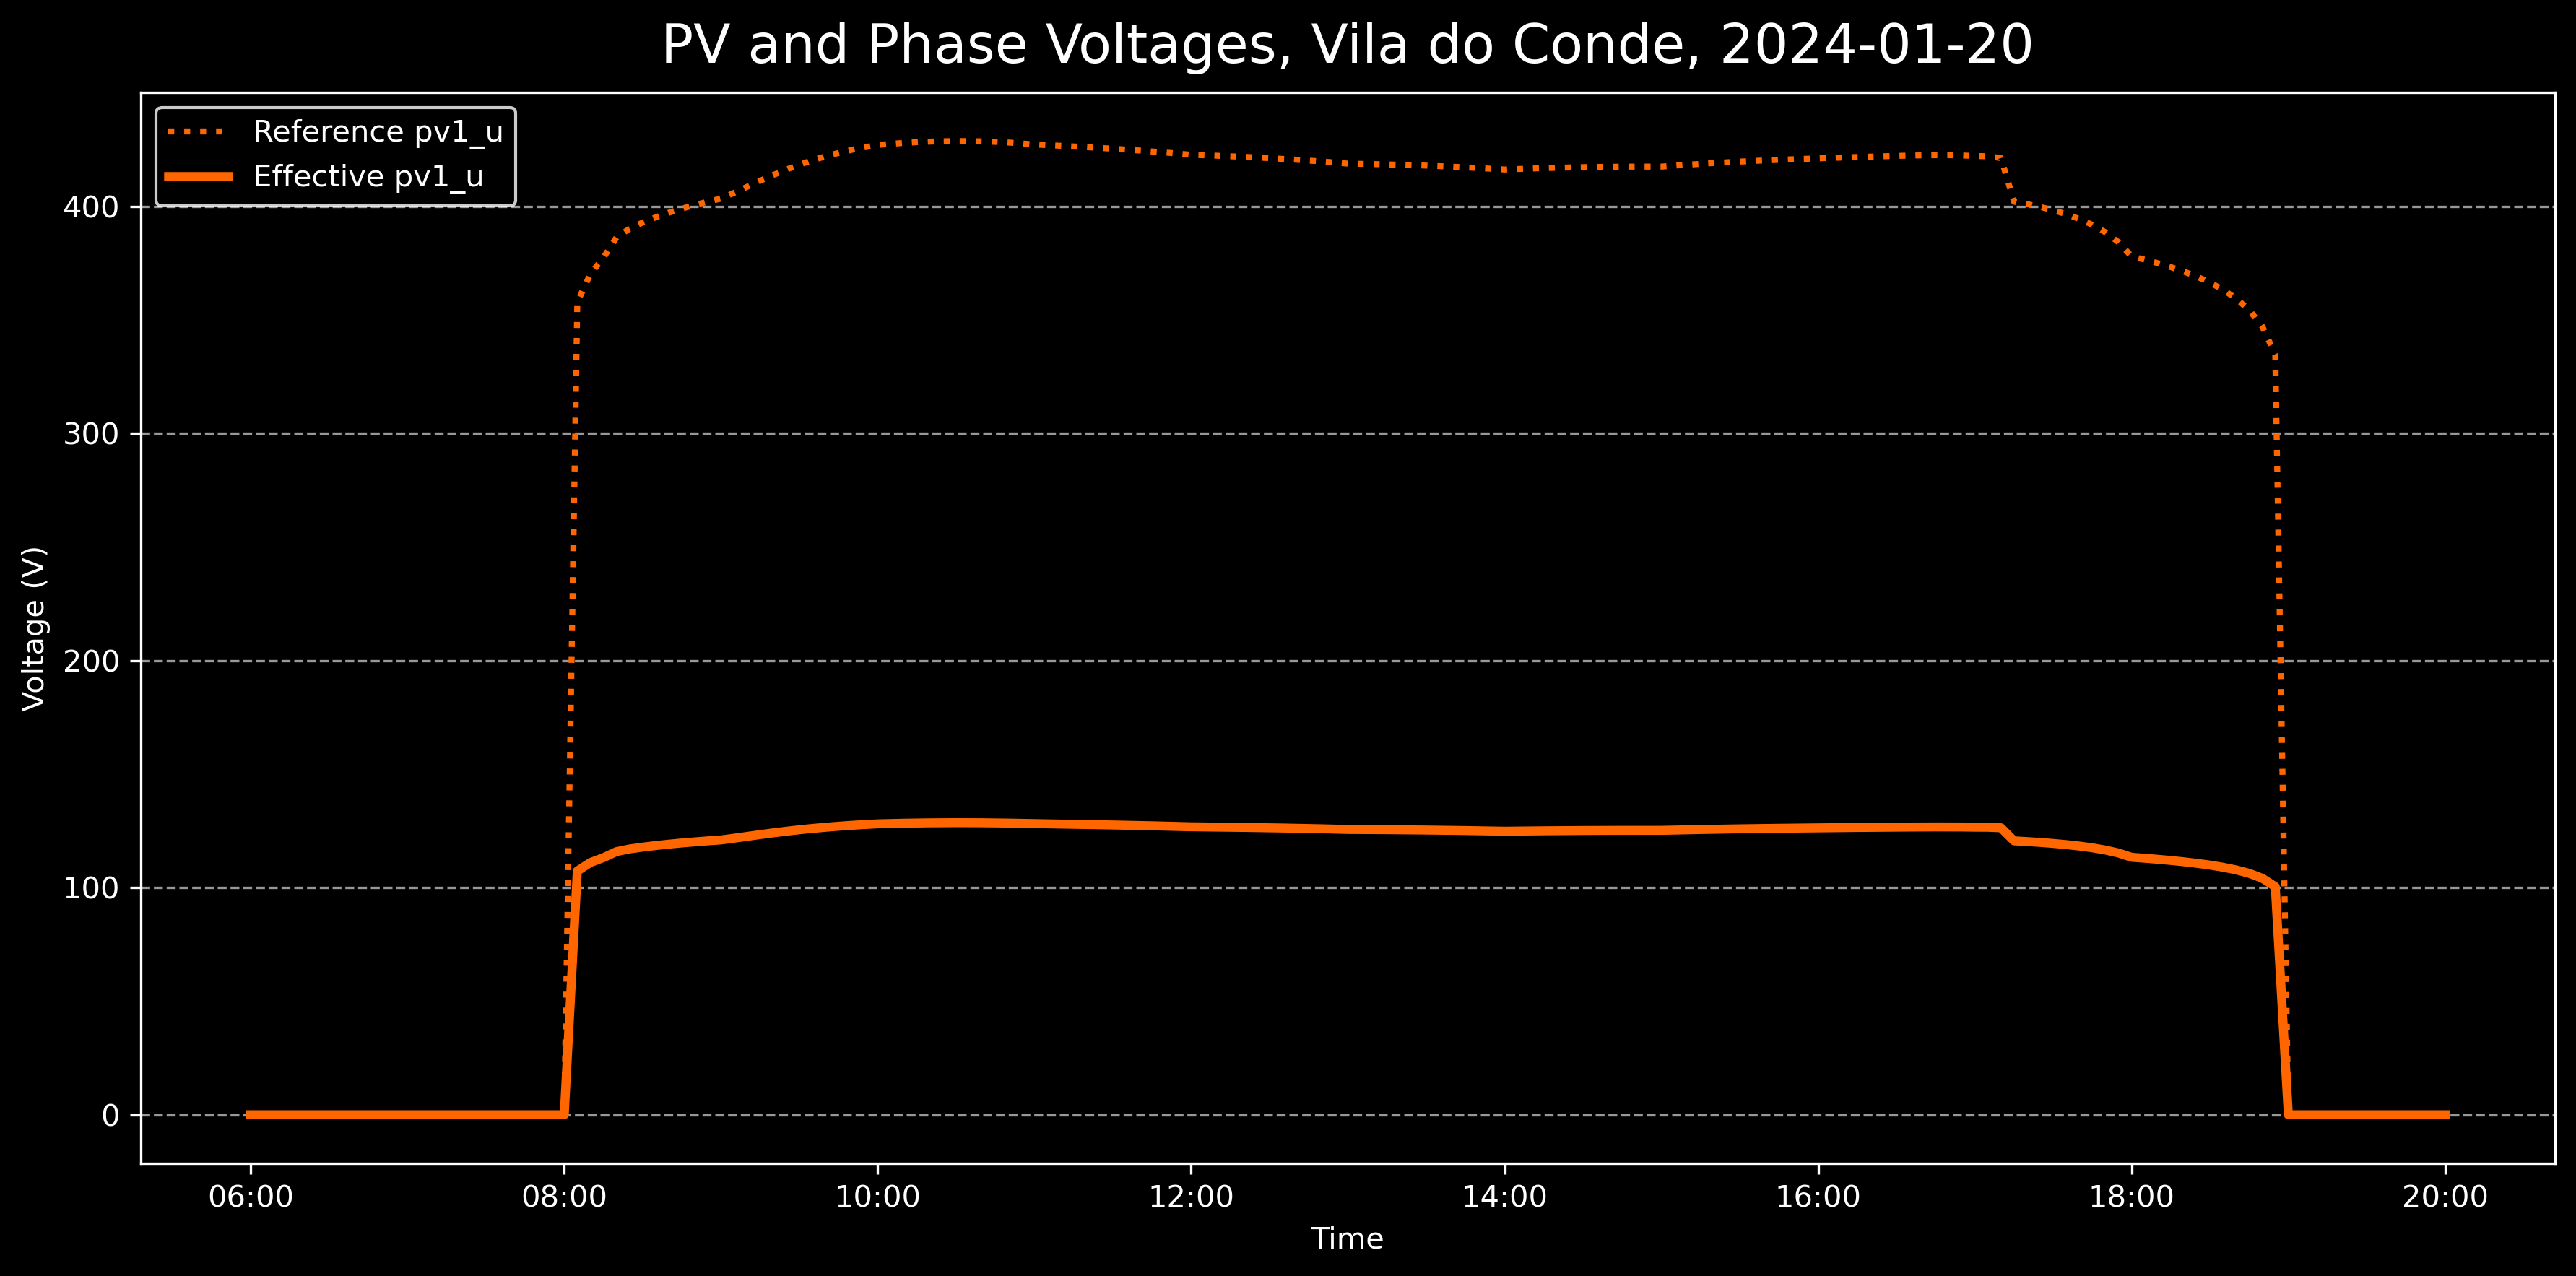 PV and Phase Voltages, Vila do Conde, 2024-01-20
Reference pv1_u
Effective pv1_u
400
300
200
100
0
Voltage (V)
06:00 08:00 10:00 12:00 14:00 16:00 18:00 20:00
Time